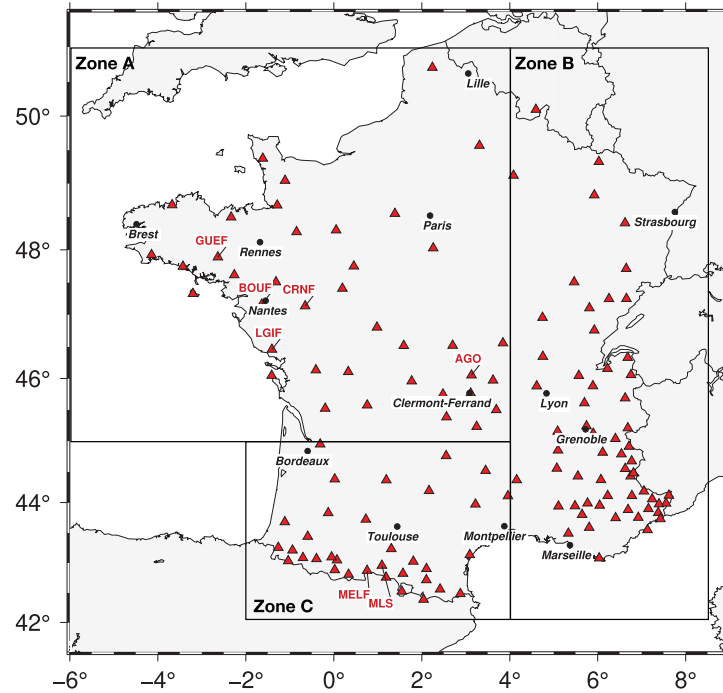 Zone A
Zone B
Lille
50°
Strasbourg
Paris
Brest
GUEF
Rennes
48°
BOUF
CRNF
Nantes
LGIF
AGO
46°
Clermont-Ferrand
Lyon
Grenoble
Bordeaux
44°
Toulouse
Montpellier
Marseille
MELF
MLS
Zone C
42°
−6°
−4°
−2°
0°
2°
4°
6°
8°